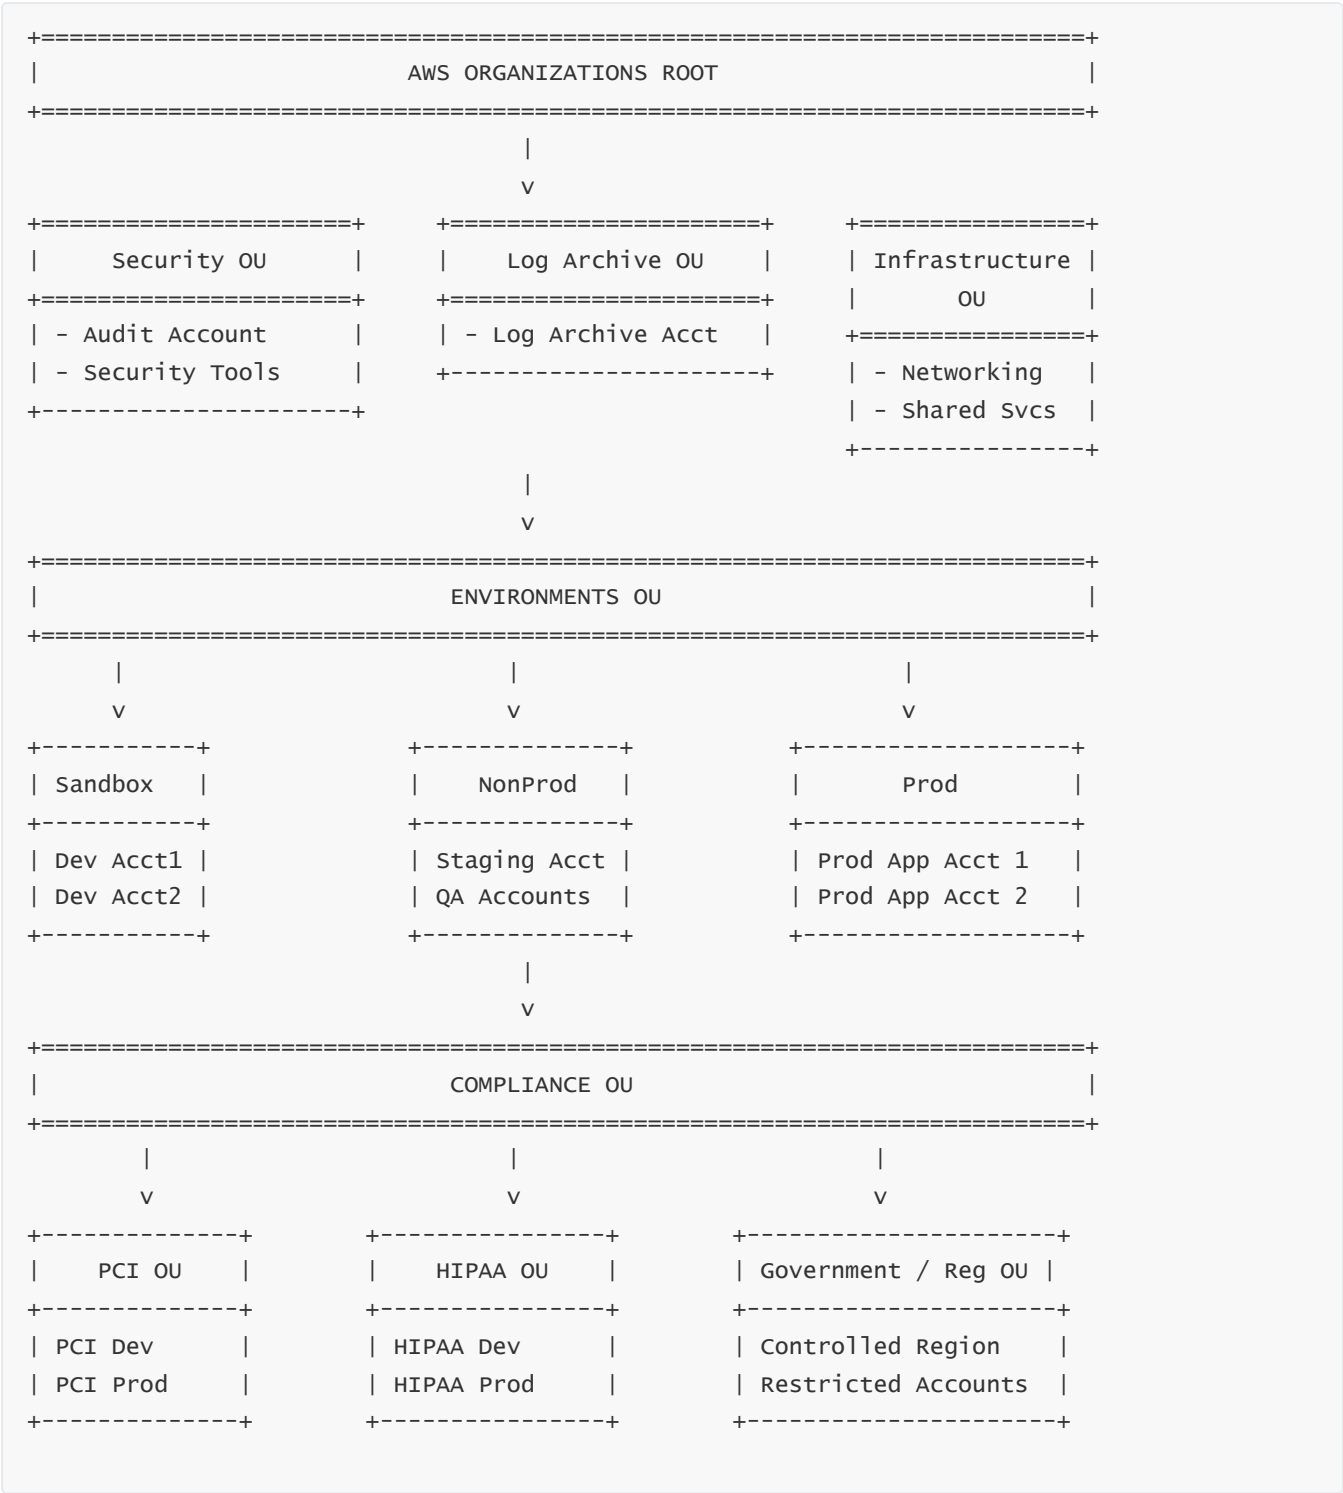 +==========================================================================+
|                          AWS ORGANIZATIONS ROOT                          |
+==========================================================================+
                                   |
                                   v
+======================+     +======================+     +================+
|     Security OU      |     |    Log Archive OU    |     | Infrastructure |
+======================+     +======================+     |       OU       |
| - Audit Account      |     | - Log Archive Acct   |     +================+
| - Security Tools     |     +----------------------+     | - Networking   |
+----------------------+                                  | - Shared Svcs  |
                                                          +----------------+
                                   |
                                   v
+==========================================================================+
|                             ENVIRONMENTS OU                              |
+==========================================================================+
      |                           |                           |
      v                           v                           v
+-----------+              +--------------+           +-------------------+
| Sandbox   |              |    NonProd   |           |       Prod        |
+-----------+              +--------------+           +-------------------+
| Dev Acct1 |              | Staging Acct |           | Prod App Acct 1   |
| Dev Acct2 |              | QA Accounts  |           | Prod App Acct 2   |
+-----------+              +--------------+           +-------------------+
                                   |
                                   v
+==========================================================================+
|                             COMPLIANCE OU                                |
+==========================================================================+
        |                         |                         |
        v                         v                         v
+--------------+        +----------------+        +----------------------+
|    PCI OU    |        |    HIPAA OU    |        | Government / Reg OU |
+--------------+        +----------------+        +----------------------+
| PCI Dev      |        | HIPAA Dev      |        | Controlled Region    |
| PCI Prod     |        | HIPAA Prod     |        | Restricted Accounts  |
+--------------+        +----------------+        +----------------------+